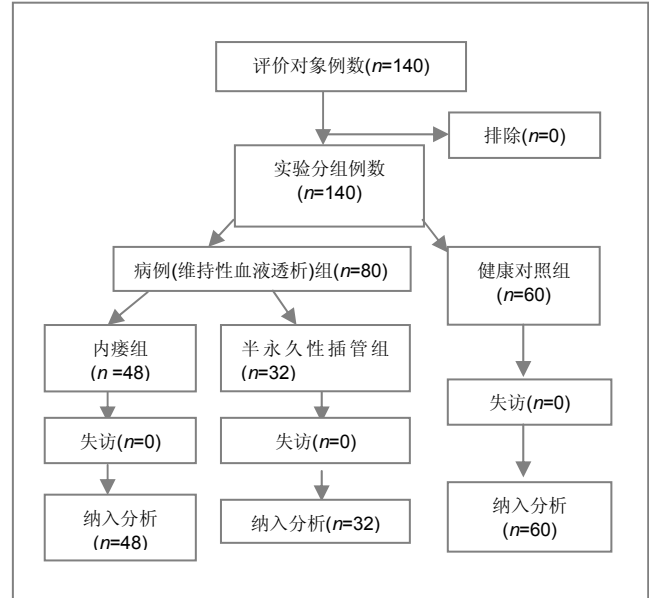 评价对象例数(n=140)
排除(n=0)
实验分组例数
(n=140)
病例(维持性血液透析)组(n=80)
健康对照组
(n=60)
内瘘组
(n =48)
半永久性插管组
(n=32)
失访(n=0)
失访(n=0)
失访(n=0)
纳入分析
(n=48)
纳入分析(n=32)
纳入分析
(n=60)